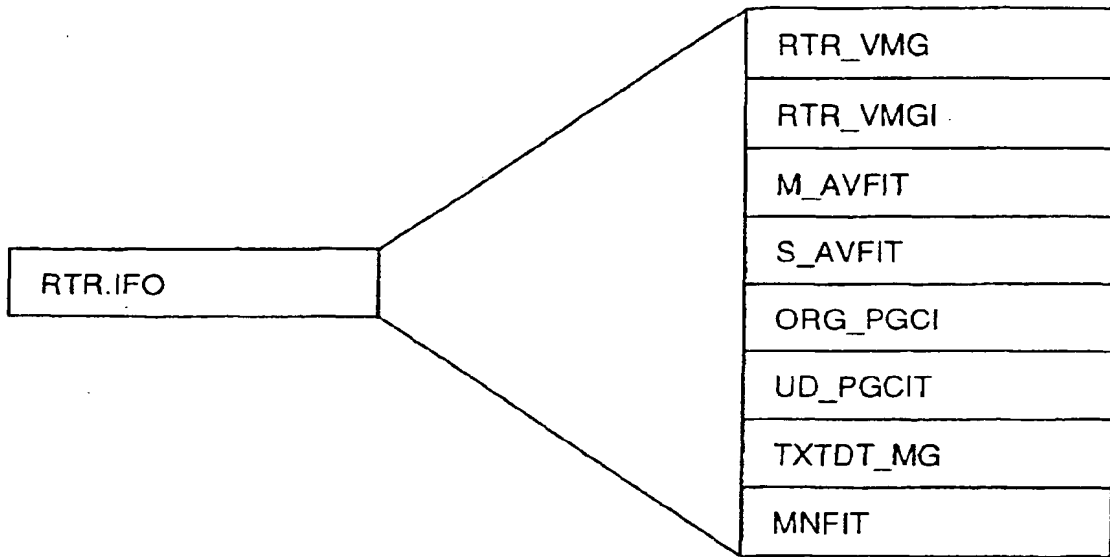 RTR.IFO
RTR_VMG
RTR_VMGI
M_AVFIT
S_AVFIT
ORG_PGCI
UD_PGCIT
TXTDT_MG
MNFIT